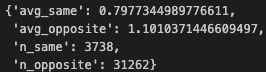 {'avg_same': 0.7977344989776611,
'avg_opposite': 1.1010371446609497,
'n_same': 3738,
'n_opposite': 31262}